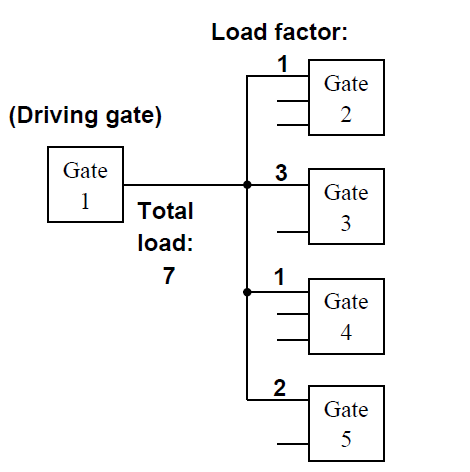 Load factor:
1
Gate
2
(Driving gate)
Gate
1
3
Gate
3
Total
load:
7
1
Gate
4
2
Gate
5